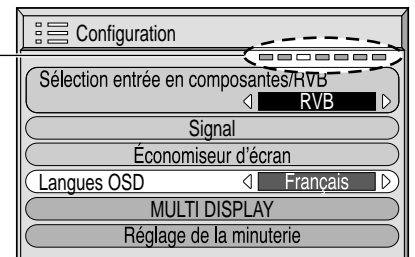 Configuration
Sélection entrée en composantes/RVB
RVB
Signal
Économiseur d'écran
Langues OSD Français
MULTI DISPLAY
Réglage de la minuterie